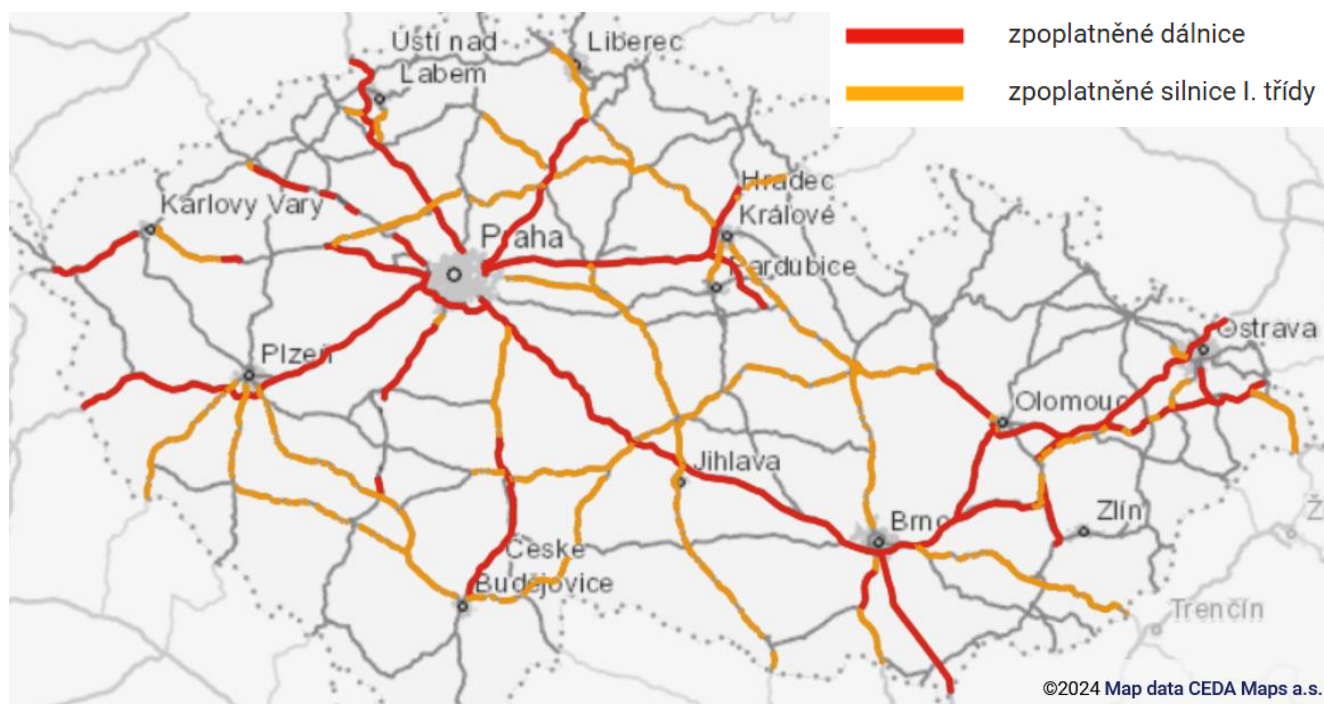 zpoplatněné dálnice
zpoplatněné silnice I. třídy
Ústí nad
Labem
Liberec
Karlovy Vary
Hradec
Králové
Praha
Pardubice
Plzeň
Ostrava
Olomouc
Jihlava
Brno
Zlín
České
Budějovice
Trenčín
©2024 Map data CEDA Maps a.s.